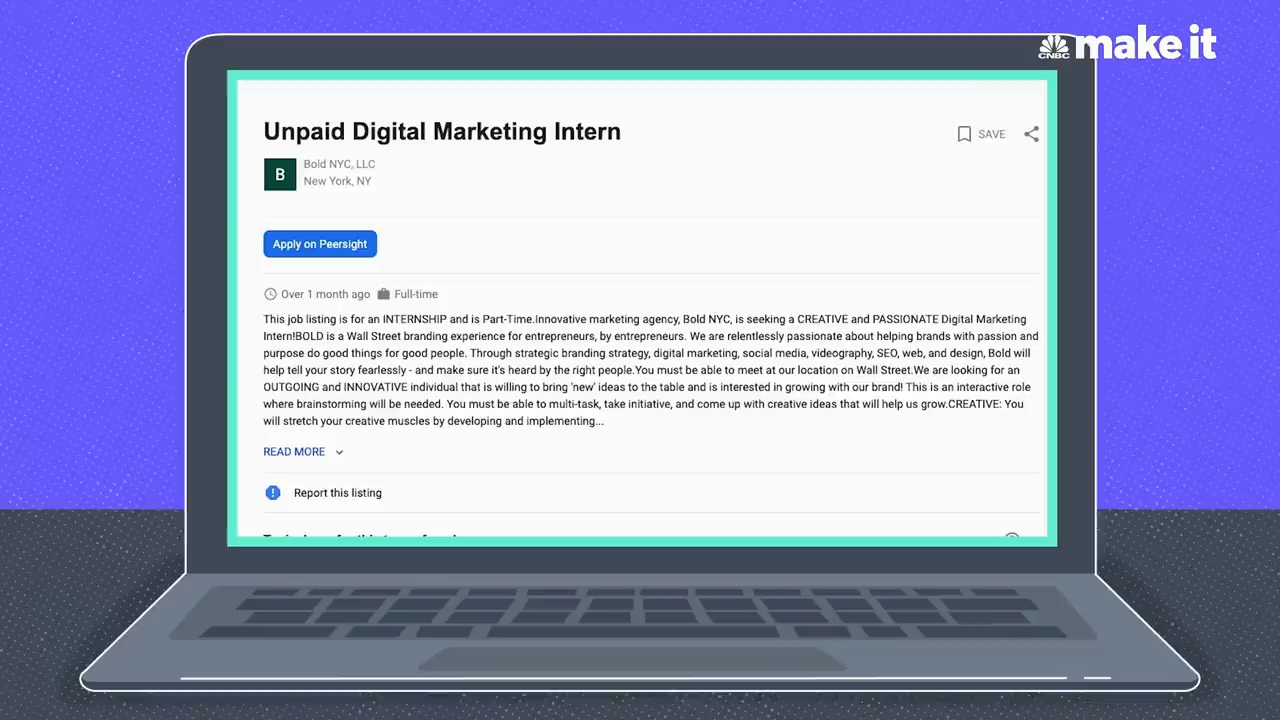 CNBC make it
Unpaid Digital Marketing Intern
SAVE
B
Bold NYC, LLC
New York, NY
Apply on Peersight
Over 1 month ago Full-time
This job listing is for an INTERNSHIP and is Part-Time.Innovative marketing agency, Bold NYC, is seeking a CREATIVE and PASSIONATE Digital Marketing
Intern!BOLD is a Wall Street branding experience for entrepreneurs, by entrepreneurs. We are relentlessly passionate about helping brands with passion and
purpose do good things for good people. Through strategic branding strategy, digital marketing, social media, videography, SEO, web, and design, Bold will
help tell your story fearlessly - and make sure it's heard by the right people.You must be able to meet at our location on Wall Street.We are looking for an
OUTGOING and INNOVATIVE individual that is willing to bring 'new' ideas to the table and is interested in growing with our brand! This is an interactive role
where brainstorming will be needed. You must be able to multi-task, take initiative, and come up with creative ideas that will help us grow.CREATIVE: You
will stretch your creative muscles by developing and implementing...
READ MORE
Report this listing